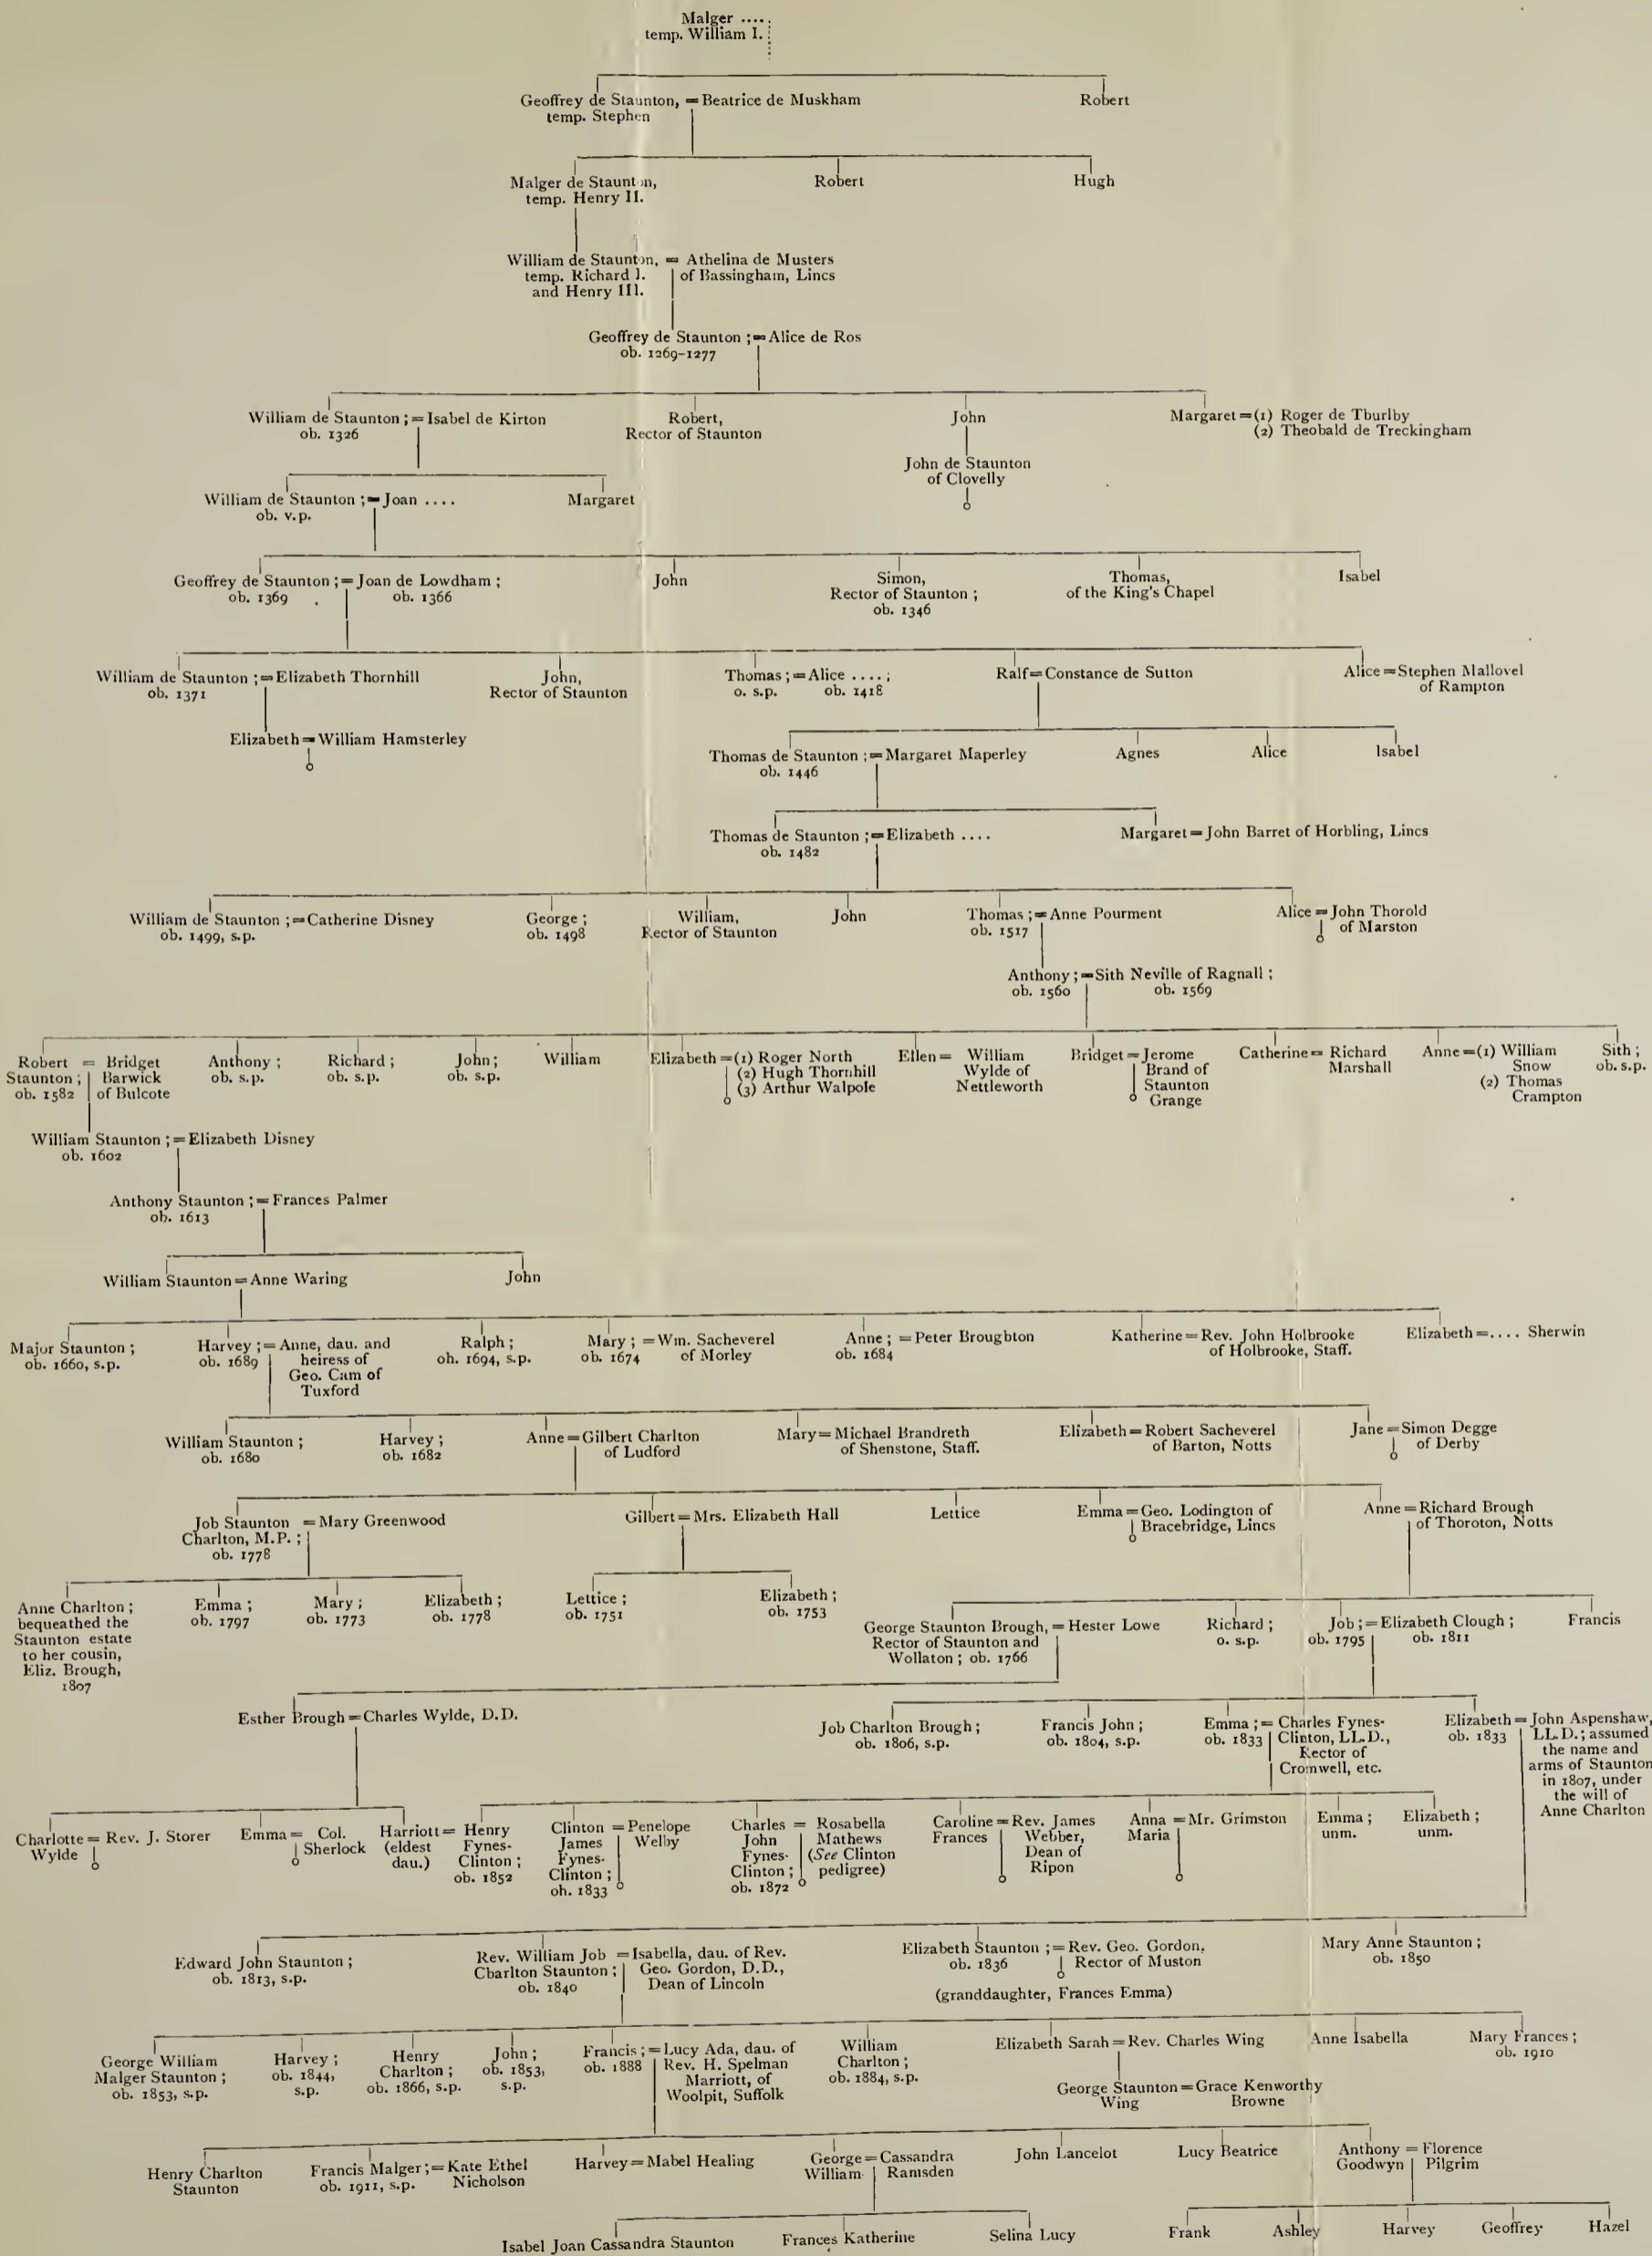 Malger ....
temp. William I.
Geoffrey de Staunton, = Beatrice de Muskham
temp. Stephen
Robert
Malger de Staunton,
temp. Henry II.
Robert
Hugh
William de Staunton, = Athelina de Musters
temp. Richard I. of Bassingham, Lincs
and Henry III.
Geoffrey de Staunton ; = Alice de Ros
ob. 1269-1277
William de Staunton ; = Isabel de Kirton
ob. 1326
Robert,
Rector of Staunton
John
Margaret = (1) Roger de Tburlby
(2) Theobald de Treckingham
John de Staunton
of Clovelly
William de Staunton ; = Joan ....
ob. v.p.
Margaret
Geoffrey de Staunton ; = Joan de Lowdham ;
ob. 1369 ob. 1366
John
Simon,
Rector of Staunton ;
ob. 1346
Thomas,
of the King's Chapel
Isabel
William de Staunton ; = Elizabeth Thornhill
ob. 1371
John,
Rector of Staunton
Thomas ; = Alice .... ;
o. s.p. ob. 1418
Ralf = Constance de Sutton
Alice = Stephen Mallovel
of Rampton
Elizabeth = William Hamsterley
Thomas de Staunton ; = Margaret Maperley
ob. 1446
Agnes
Alice
Isabel
Thomas de Staunton ; = Elizabeth ....
ob. 1482
Margaret = John Barret of Horbling, Lincs
William de Staunton ; = Catherine Disney
ob. 1499, s.p.
George ;
ob. 1498
William,
Rector of Staunton
John
Thomas ; = Anne Pourment
ob. 1517
Alice = John Thorold
of Marston
Anthony ; = Sith Neville of Ragnall ;
ob. 1560 ob. 1569
Robert = Bridget
Staunton ; Barwick
ob. 1582 of Bulcote
Anthony ;
ob. s.p.
Richard ;
ob. s.p.
John ;
ob. s.p.
William
Elizabeth = (1) Roger North
(2) Hugh Thornhill
(3) Arthur Walpole
Ellen = William
Wylde of
Nettleworth
Bridget = Jerome
Brand of
Staunton
Grange
Catherine = Richard
Marshall
Anne = (1) William
Snow
(2) Thomas
Crampton
Sith ;
ob. s.p.
William Staunton ; = Elizabeth Disney
ob. 1602
Anthony Staunton ; = Frances Palmer
ob. 1613
William Staunton = Anne Waring
John
Major Staunton ;
ob. 1660, s.p.
Harvey ; = Anne, dau. and
ob. 1689 heiress of
Geo. Cam of
Tuxford
Ralph ;
oh. 1694, s.p.
Mary ; = Wm. Sacheverel
ob. 1674 of Morley
Anne ; = Peter Brougbton
ob. 1684
Katherine = Rev. John Holbrooke
of Holbrooke, Staff.
Elizabeth = .... Sherwin
William Staunton ;
ob. 1680
Harvey ;
ob. 1682
Anne = Gilbert Charlton
of Ludford
Mary = Michael Brandreth
of Shenstone, Staff.
Elizabeth = Robert Sacheverel
of Barton, Notts
Jane = Simon Degge
of Derby
Job Staunton = Mary Greenwood
Charlton, M.P. ;
ob. 1778
Gilbert = Mrs. Elizabeth Hall
Lettice
Emma = Geo. Lodington of
Bracebridge, Lincs
Anne = Richard Brough
of Thoroton, Notts
Anne Charlton ;
bequeathed the
Staunton estate
to her cousin,
Eliz. Brough,
1807
Emma ;
ob. 1797
Mary ;
ob. 1773
Elizabeth ;
ob. 1778
Lettice ;
ob. 1751
Elizabeth ;
ob. 1753
George Staunton Brough, = Hester Lowe
Rector of Staunton and
Wollaton ; ob. 1766
Richard ;
o. s.p.
Job ; = Elizabeth Clough ;
ob. 1795 ob. 1811
Francis
Esther Brough = Charles Wylde, D.D.
Job Charlton Brough ;
ob. 1806, s.p.
Francis John ;
ob. 1804, s.p.
Emma ; = Charles Fynes-
ob. 1833 Clinton, LL.D.,
Rector of
Cromwell, etc.
Elizabeth = John Aspenshaw,
ob. 1833 LL.D. ; assumed
the name and
arms of Staunton
in 1807, under
the will of
Anne Charlton
Charlotte = Rev. J. Storer
Wylde
Emma = Col.
Sherlock
Harriott = Henry
(eldest Fynes-
dau.) Clinton ;
ob. 1852
Clinton = Penelope
James Welby
Fynes-
Clinton ;
oh. 1833
Charles = Rosabella
John Mathews
Fynes- (See Clinton
Clinton ; pedigree)
ob. 1872
Caroline = Rev. James
Frances Webber,
Dean of
Ripon
Anna = Mr. Grimston
Maria
Emma ;
unm.
Elizabeth ;
unm.
Edward John Staunton ;
ob. 1813, s.p.
Rev. William Job = Isabella, dau. of Rev.
Cbarlton Staunton ; Geo. Gordon, D.D.,
ob. 1840 Dean of Lincoln
Elizabeth Staunton ; = Rev. Geo. Gordon,
ob. 1836 Rector of Muston
(granddaughter, Frances Emma)
Mary Anne Staunton ;
ob. 1850
George William
Malger Staunton ;
ob. 1853, s.p.
Harvey ;
ob. 1844,
s.p.
Henry
Charlton ;
ob. 1866, s.p.
John ;
ob. 1853,
s.p.
Francis ; = Lucy Ada, dau. of
ob. 1888 Rev. H. Spelman
Marriott, of
Woolpit, Suffolk
William
Charlton ;
ob. 1884, s.p.
Elizabeth Sarah = Rev. Charles Wing
Anne Isabella
Mary Frances ;
ob. 1910
George Staunton = Grace Kenworthy
Wing Browne
Henry Charlton
Staunton
Francis Malger ; = Kate Ethel
ob. 1911, s.p. Nicholson
Harvey = Mabel Healing
George = Cassandra
William Ramsden
John Lancelot
Lucy Beatrice
Anthony = Florence
Goodwyn Pilgrim
Isabel Joan Cassandra Staunton
Frances Katherine
Selina Lucy
Frank
Ashley
Harvey
Geoffrey
Hazel